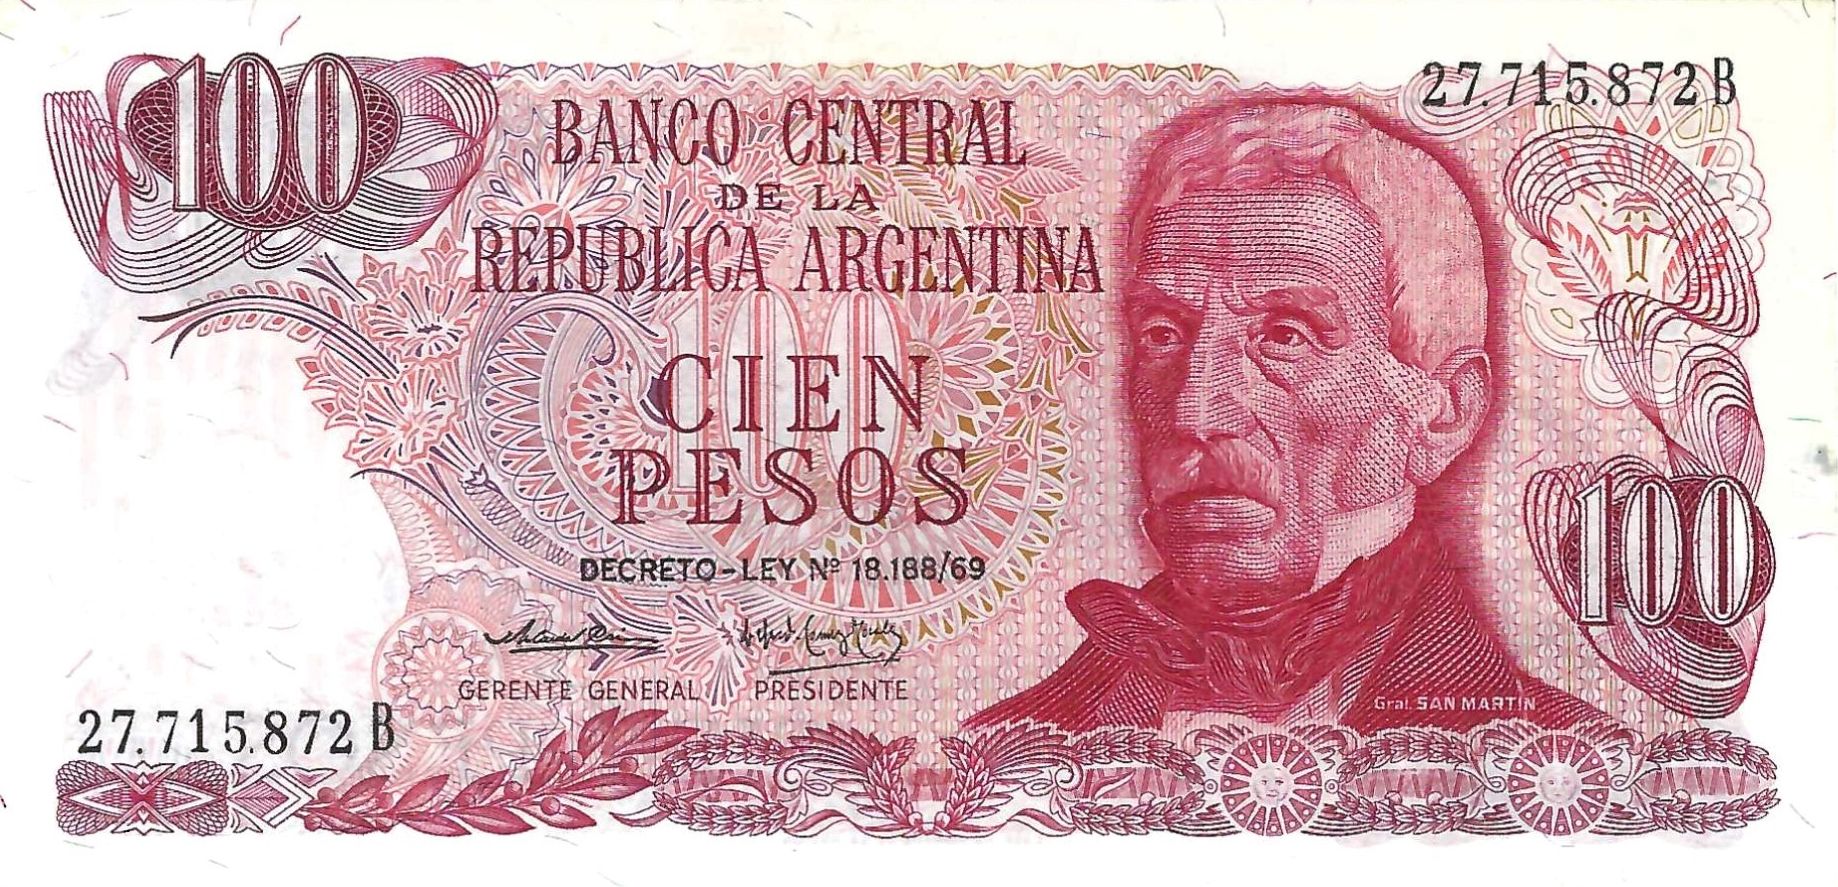 100
27.715.872 B
BANCO CENTRAL
DE LA
REPUBLICA ARGENTINA
100
CIEN
PESOS
100
DECRETO-LEY Nº 18.188/69
GERENTE GENERAL
PRESIDENTE
Gral. SAN MARTIN
27.715.872 B